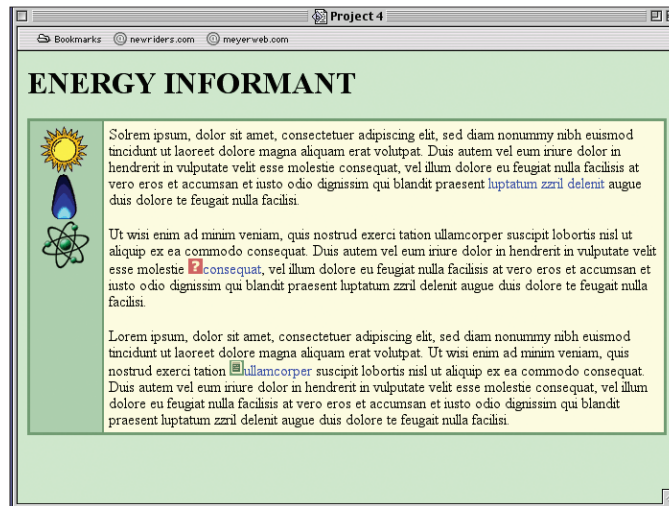 Project 4
Bookmarks newriders.com meyerweb.com
ENERGY INFORMANT
Solrem ipsum, dolor sit amet, consectetuer adipiscing elit, sed diam nonummy nibh euismod
tincidunt ut laoreet dolore magna aliquam erat volutpat. Duis autem vel eum iriure dolor in
hendrerit in vulputate velit esse molestie consequat, vel illum dolore eu feugiat nulla facilisis at
vero eros et accumsan et iusto odio dignissim qui blandit praesent luptatum zzril delenit augue
duis dolore te feugait nulla facilisi.
Ut wisi enim ad minim veniam, quis nostrud exerci tation ullamcorper suscipit lobortis nisl ut
aliquip ex ea commodo consequat. Duis autem vel eum iriure dolor in hendrerit in vulputate velit
esse molestie ?consequat, vel illum dolore eu feugiat nulla facilisis at vero eros et accumsan et
iusto odio dignissim qui blandit praesent luptatum zzril delenit augue duis dolore te feugait nulla
facilisi.
Lorem ipsum, dolor sit amet, consectetuer adipiscing elit, sed diam nonummy nibh euismod
tincidunt ut laoreet dolore magna aliquam erat volutpat. Ut wisi enim ad minim veniam, quis
nostrud exerci tation ullamcorper suscipit lobortis nisl ut aliquip ex ea commodo consequat.
Duis autem vel eum iriure dolor in hendrerit in vulputate velit esse molestie consequat, vel illum
dolore eu feugiat nulla facilisis at vero eros et accumsan et iusto odio dignissim qui blandit
praesent luptatum zzril delenit augue duis dolore te feugait nulla facilisi.